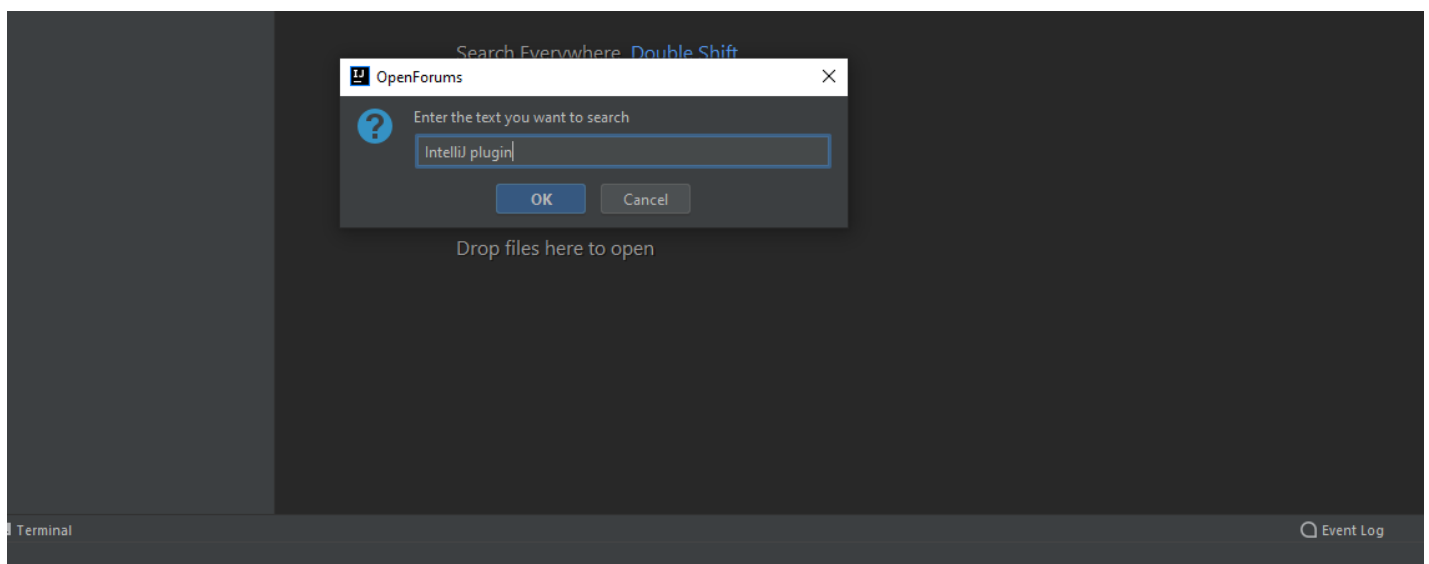 Search Everywhere Double Shift
IJ OpenForums
Enter the text you want to search
IntelliJ plugin
OK Cancel
Drop files here to open
Terminal Event Log